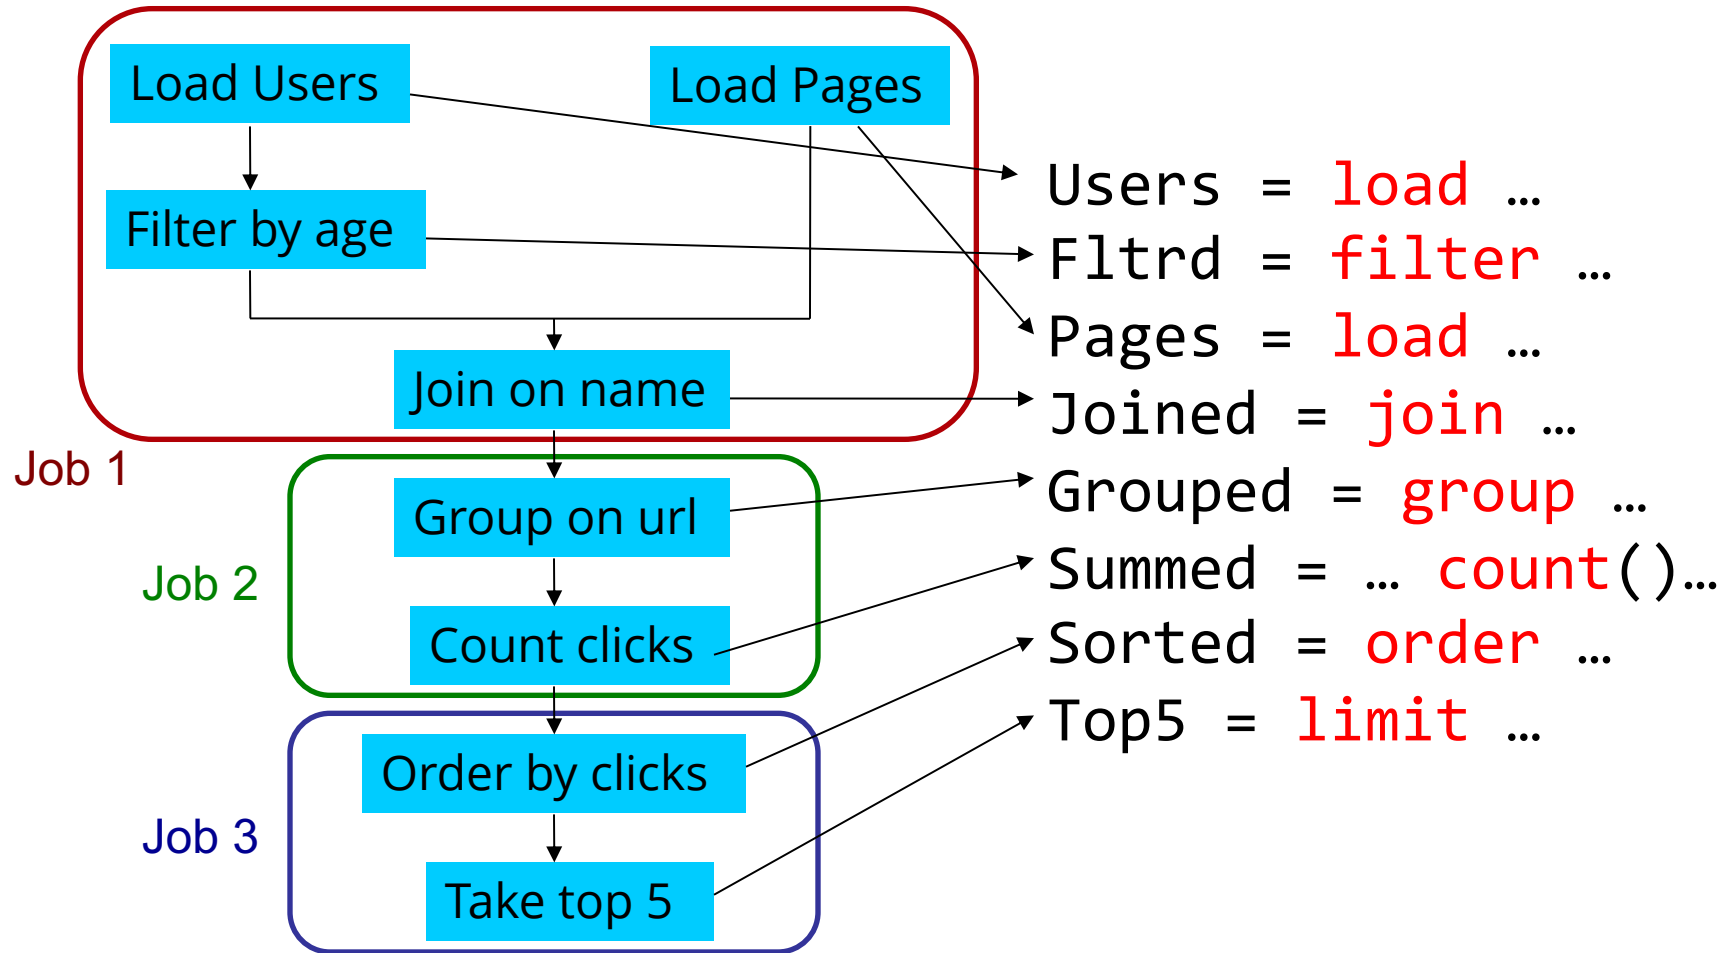 Load Users
Load Pages
Filter by age
Join on name
Job 1
Group on url
Job 2
Count clicks
Order by clicks
Job 3
Take top 5
Users = load …
Fltrd = filter …
Pages = load …
Joined = join …
Grouped = group …
Summed = … count()…
Sorted = order …
Top5 = limit …